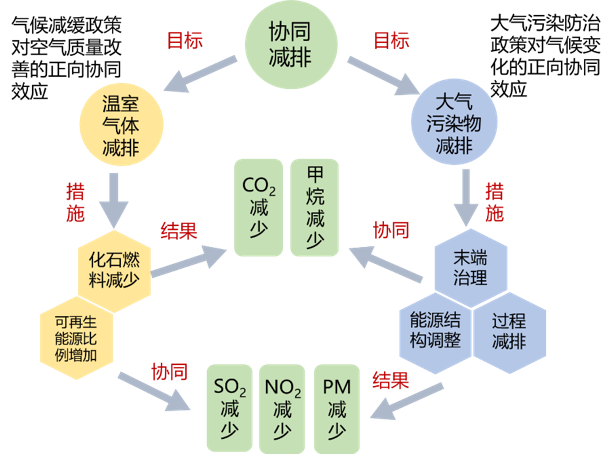 气候减缓政策
对空气质量改
善的正向协同
效应
目标
协同
减排
目标
大气污染防治
政策对气候变
化的正向协同
效应
温室
气体
减排
大气
污染物
减排
措
施
措
施
CO₂
减
少
甲
烷
减
少
结果
协同
化石燃
料减少
末端
治理
可再生
能源比
例增加
能源结
构调整
过程
减排
协同
SO₂
减
少
NO₂
减
少
PM
减
少
结果